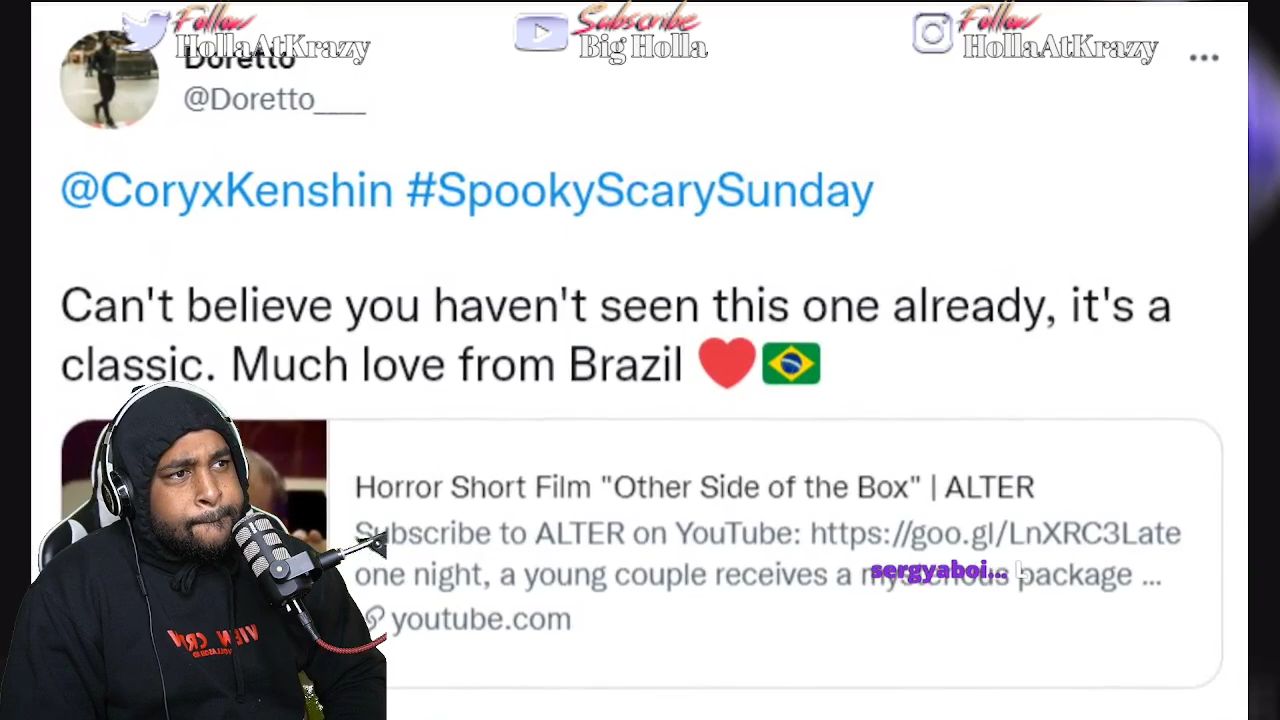 Follow
HollaAtKrazy
Subscribe
Big Holla
Follow
HollaAtKrazy
Doretto
@Doretto____
@CoryxKenshin #SpookyScarySunday
Can't believe you haven't seen this one already, it's a
classic. Much love from Brazil ❤️🇧🇷
Horror Short Film "Other Side of the Box" | ALTER
Subscribe to ALTER on YouTube: https://goo.gl/LnXRC3Late
one night, a young couple receives a mysterious package ...
sergyaboi... L
youtube.com